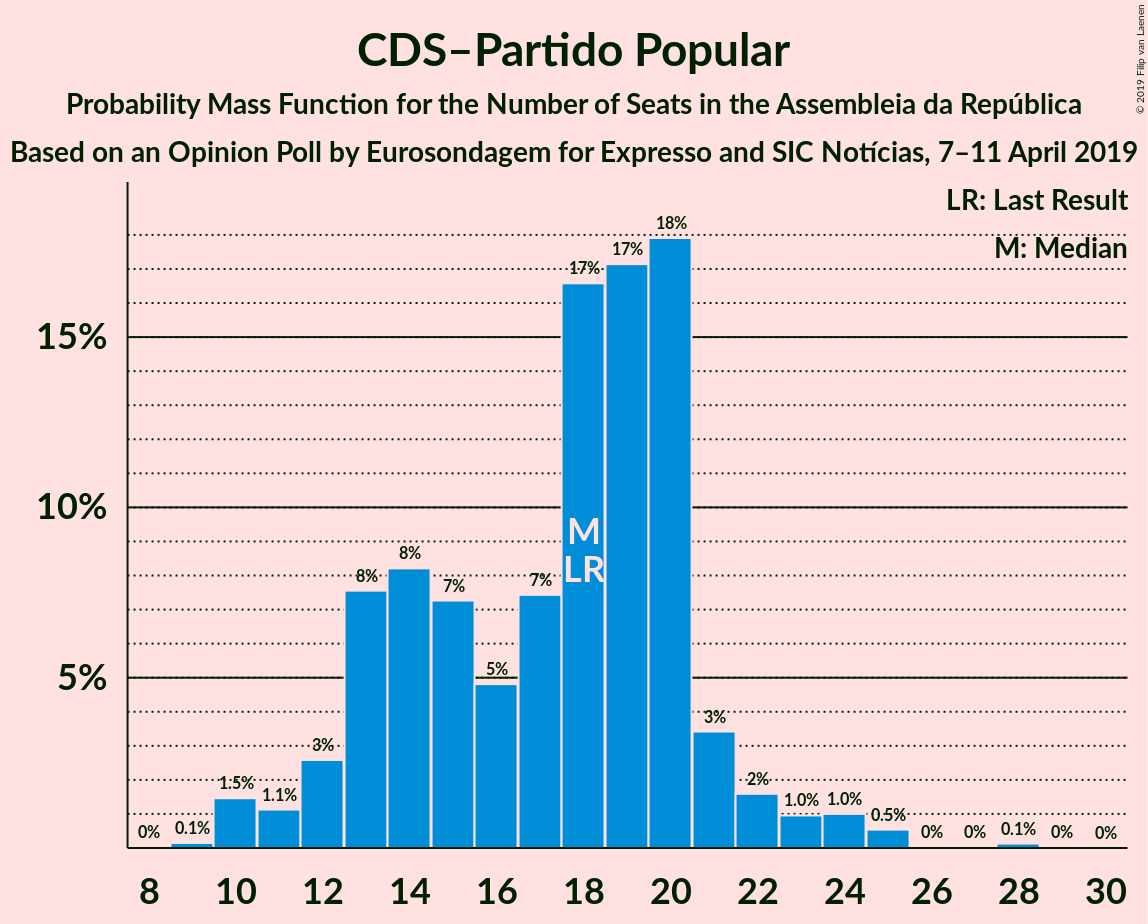 CDS–Partido Popular
Probability Mass Function for the Number of Seats in the Assembleia da República
Based on an Opinion Poll by Eurosondagem for Expresso and SIC Notícias, 7–11 April 2019
© 2019 Filip van Laenen
LR: Last Result
M: Median
15%
10%
5%
0%
0.1%
1.5%
1.1%
3%
8%
8%
7%
5%
7%
17%
17%
18%
3%
2%
1.0%
1.0%
0.5%
0%
0%
0.1%
0%
0%
M
LR
8 10 12 14 16 18 20 22 24 26 28 30